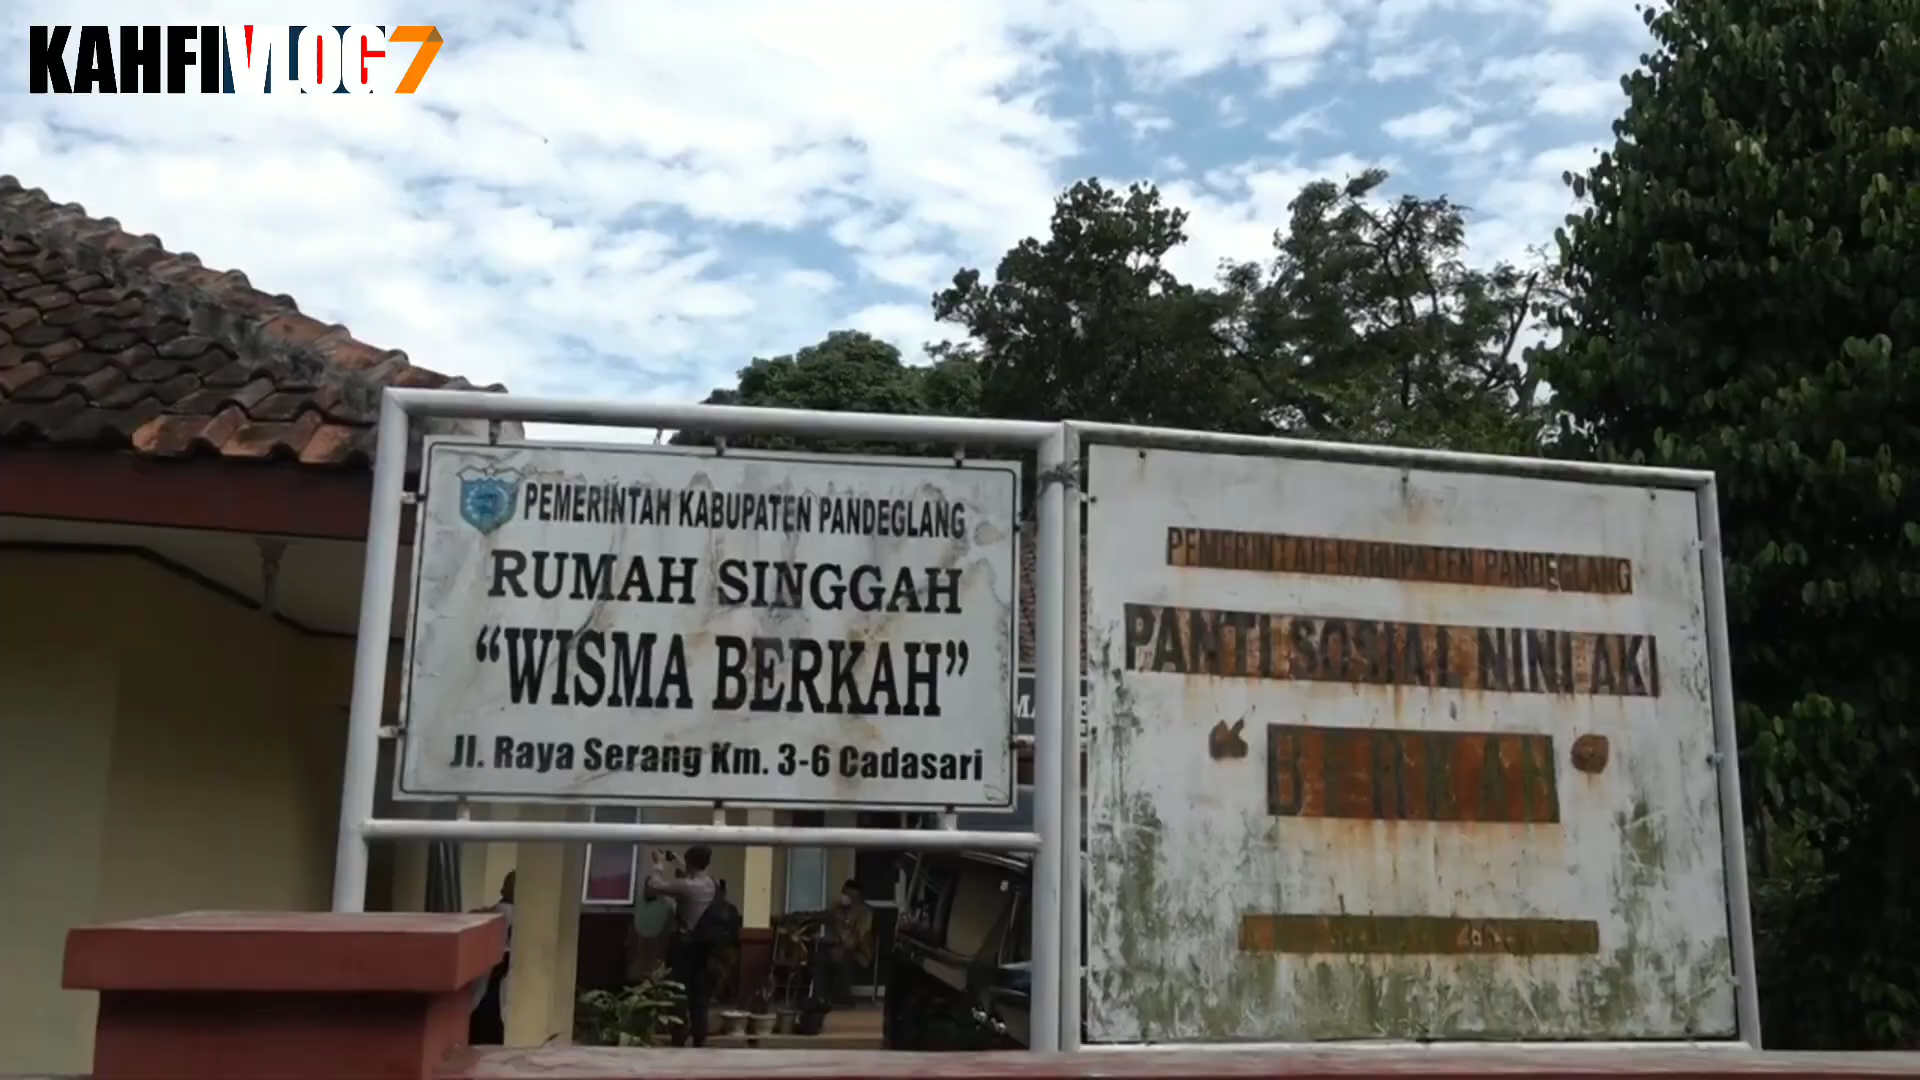 KAHFIVLOG7
PEMERINTAH KABUPATEN PANDEGLANG
RUMAH SINGGAH
“WISMA BERKAH”
Jl. Raya Serang Km. 3-6 Cadasari
PEMERINTAH KABUPATEN PANDEGLANG
PANTI SOSIAL NINI AKI
“BERKAH”